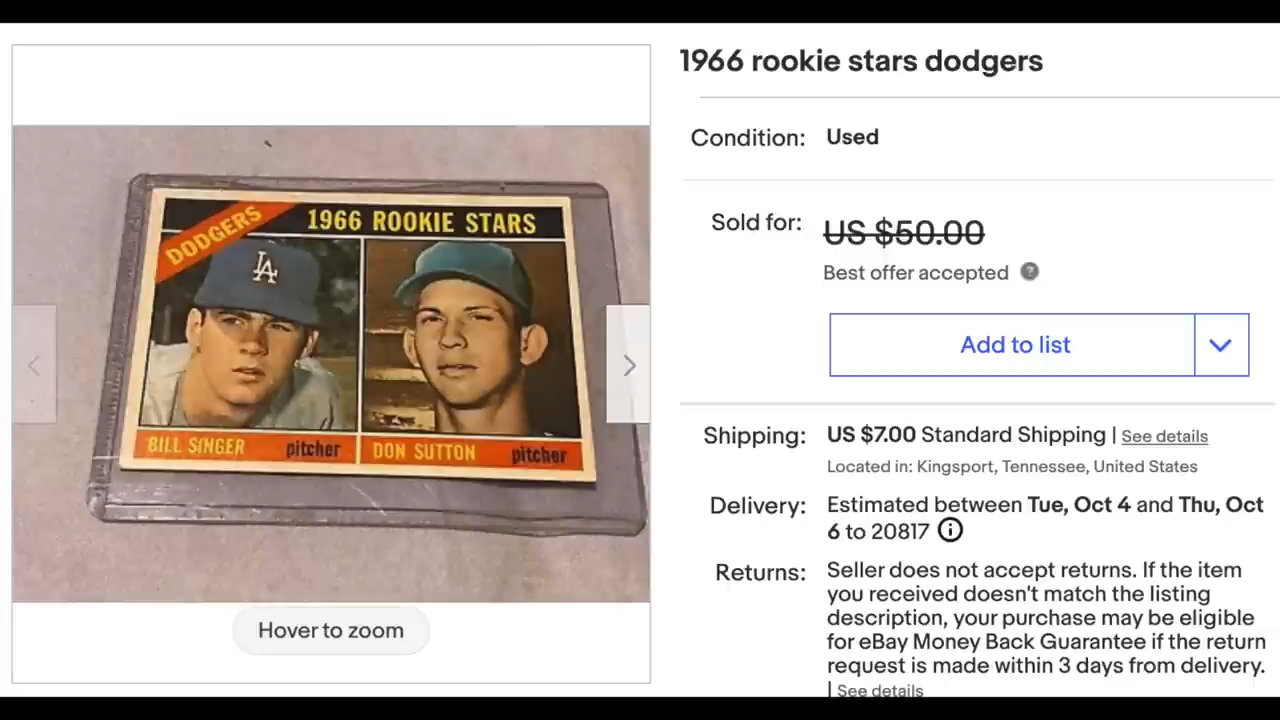 1966 rookie stars dodgers
Condition: Used
Sold for: US $50.00
Best offer accepted
Add to list
Shipping: US $7.00 Standard Shipping | See details
Located in: Kingsport, Tennessee, United States
Delivery: Estimated between Tue, Oct 4 and Thu, Oct
6 to 20817
Returns: Seller does not accept returns. If the item
you received doesn't match the listing
description, your purchase may be eligible
for eBay Money Back Guarantee if the return
request is made within 3 days from delivery.
| See details
DODGERS
1966 ROOKIE STARS
LA
BILL SINGER pitcher
DON SUTTON pitcher
Hover to zoom